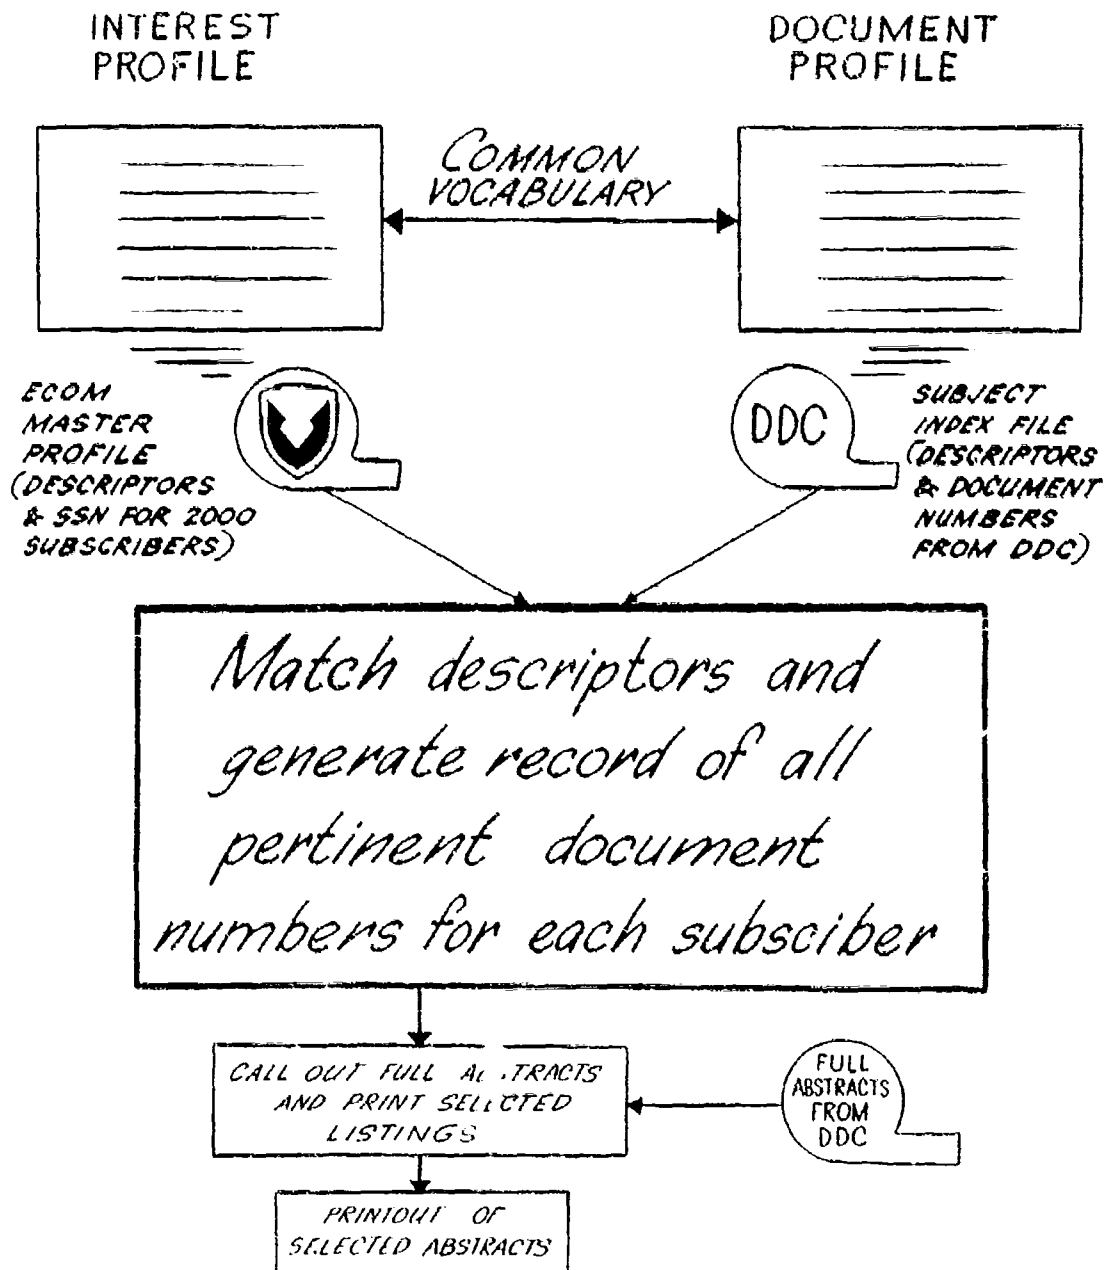 INTEREST
PROFILE
DOCUMENT
PROFILE
COMMON
VOCABULARY
ECOM
MASTER
PROFILE
(DESCRIPTORS
& SSN FOR 2000
SUBSCRIBERS)
DDC
SUBJECT
INDEX FILE
(DESCRIPTORS
& DOCUMENT
NUMBERS
FROM DDC)
Match descriptors and
generate record of all
pertinent document
numbers for each subsciber
CALL OUT FULL
AND PRINT SELECTED
LISTINGS
FULL
ABSTRACTS
FROM
DDC
PRINTOUT OF
SELECTED ABSTRACTS